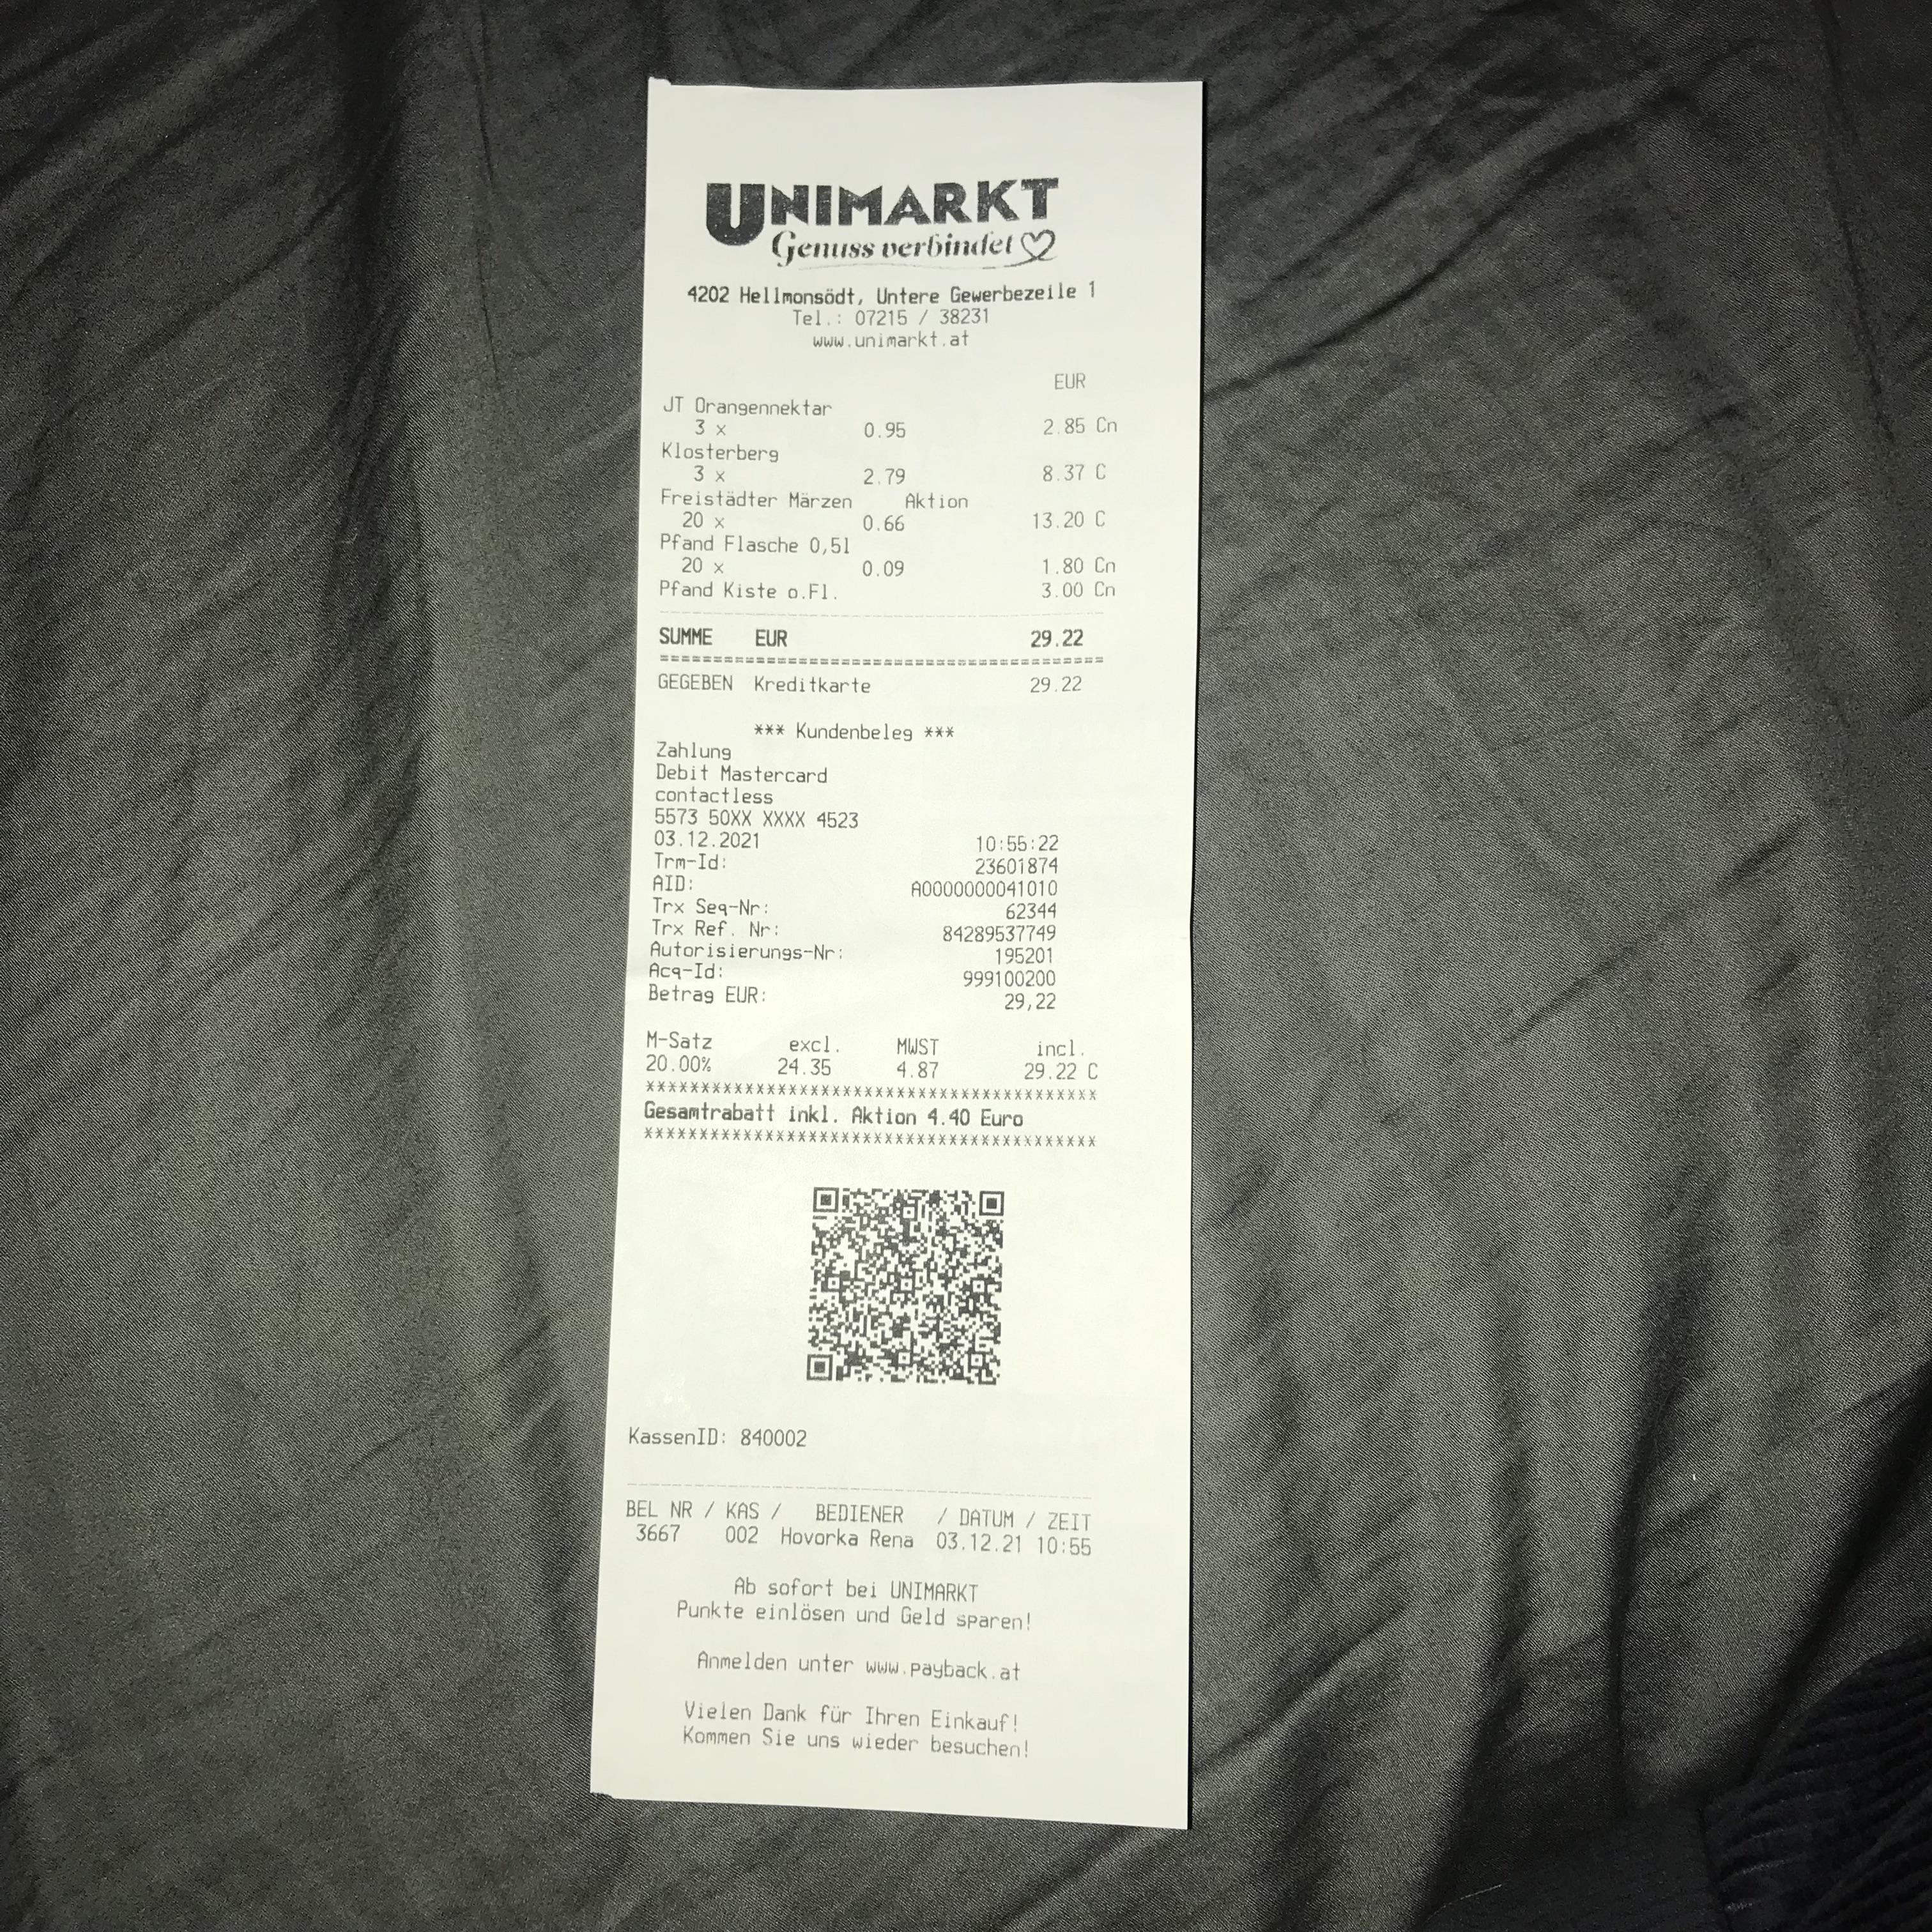 UNIMARKT
Genuss verbindet
4202 Hellmonsödt, Untere Gewerbezeile 1
Tel.: 07215 / 38231
www.unimarkt.at
EUR
JT Orangennektar
3 x 0.95 2.85 Cn
Klosterberg
3 x 2.79 8.37 C
Freistädter Märzen Aktion
20 x 0.66 13.20 C
Pfand Flasche 0,5l
20 x 0.09 1.80 Cn
Pfand Kiste o.Fl. 3.00 Cn
SUMME EUR 29.22
==========================================
GEGEBEN Kreditkarte 29.22
*** Kundenbeleg ***
Zahlung
Debit Mastercard
contactless
5573 50XX XXXX 4523
03.12.2021 10:55:22
Trm-Id: 23601874
AID: A0000000041010
Trx Seq-Nr: 62344
Trx Ref. Nr: 84289537749
Autorisierungs-Nr: 195201
Acq-Id: 999100200
Betrag EUR: 29,22
M-Satz excl. MWST incl.
20.00% 24.35 4.87 29.22 C
******************************************
Gesamtrabatt inkl. Aktion 4.40 Euro
******************************************
KassenID: 840002
BEL NR / KAS / BEDIENER / DATUM / ZEIT
3667 002 Hovorka Rena 03.12.21 10:55
Ab sofort bei UNIMARKT
Punkte einlösen und Geld sparen!
Anmelden unter www.payback.at
Vielen Dank für Ihren Einkauf!
Kommen Sie uns wieder besuchen!